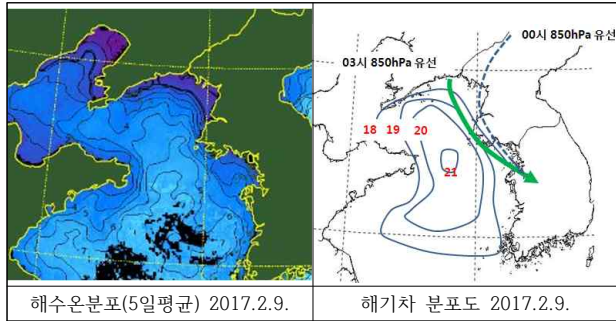 00시 850hPa 유선
03시 850hPa 유선
18 19 20
21
해수온분포(5일평균) 2017.2.9.
해기차 분포도 2017.2.9.